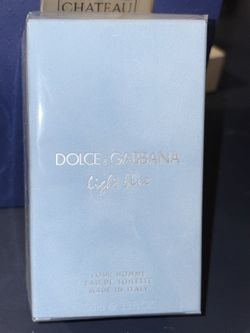 CHATEAU
DOLCE & GABBANA
light blue
POUR HOMME
EAU DE TOILETTE
MADE IN ITALY